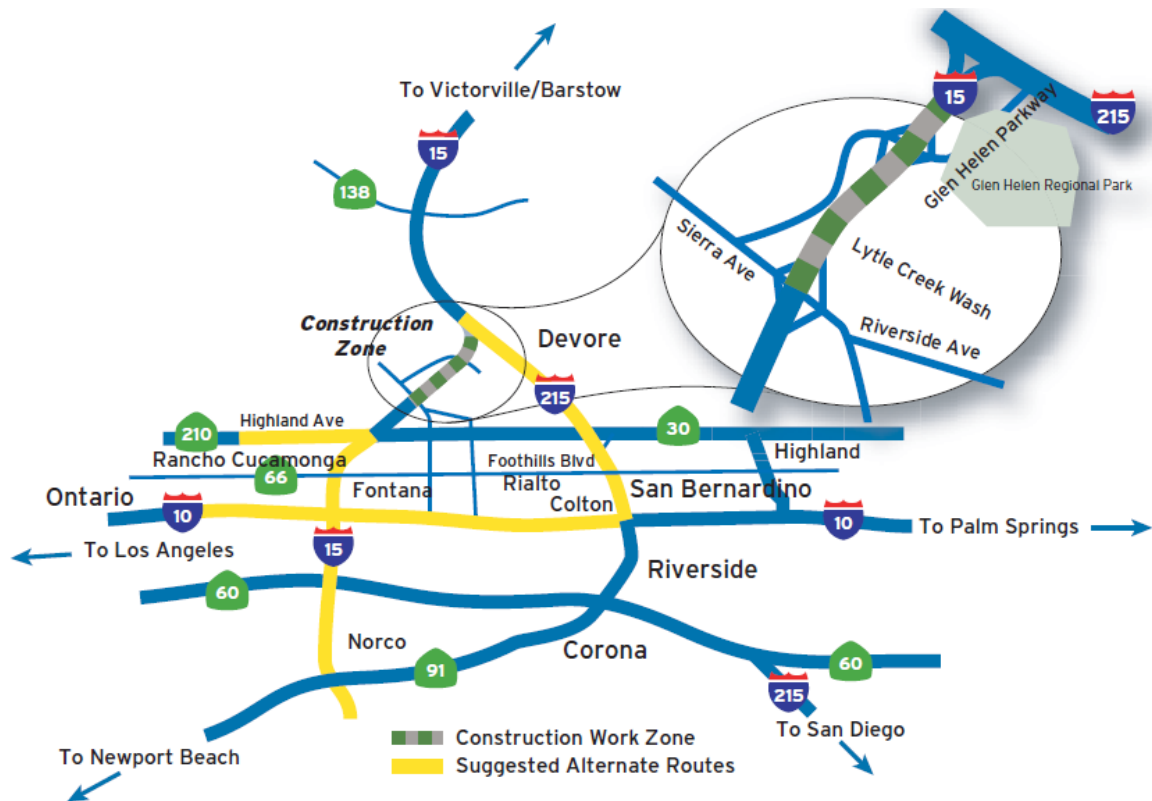 To Victorville/Barstow
15
138
15
215
Glen Helen Parkway
Glen Helen Regional Park
Sierra Ave
Lytle Creek Wash
Riverside Ave
Construction
Zone
Devore
215
210
Highland Ave
30
Rancho Cucamonga
Highland
66
Foothills Blvd
Ontario
Fontana
Rialto
San Bernardino
Colton
10
10
To Palm Springs
To Los Angeles
15
Riverside
60
Norco
Corona
91
60
215
To San Diego
To Newport Beach
Construction Work Zone
Suggested Alternate Routes